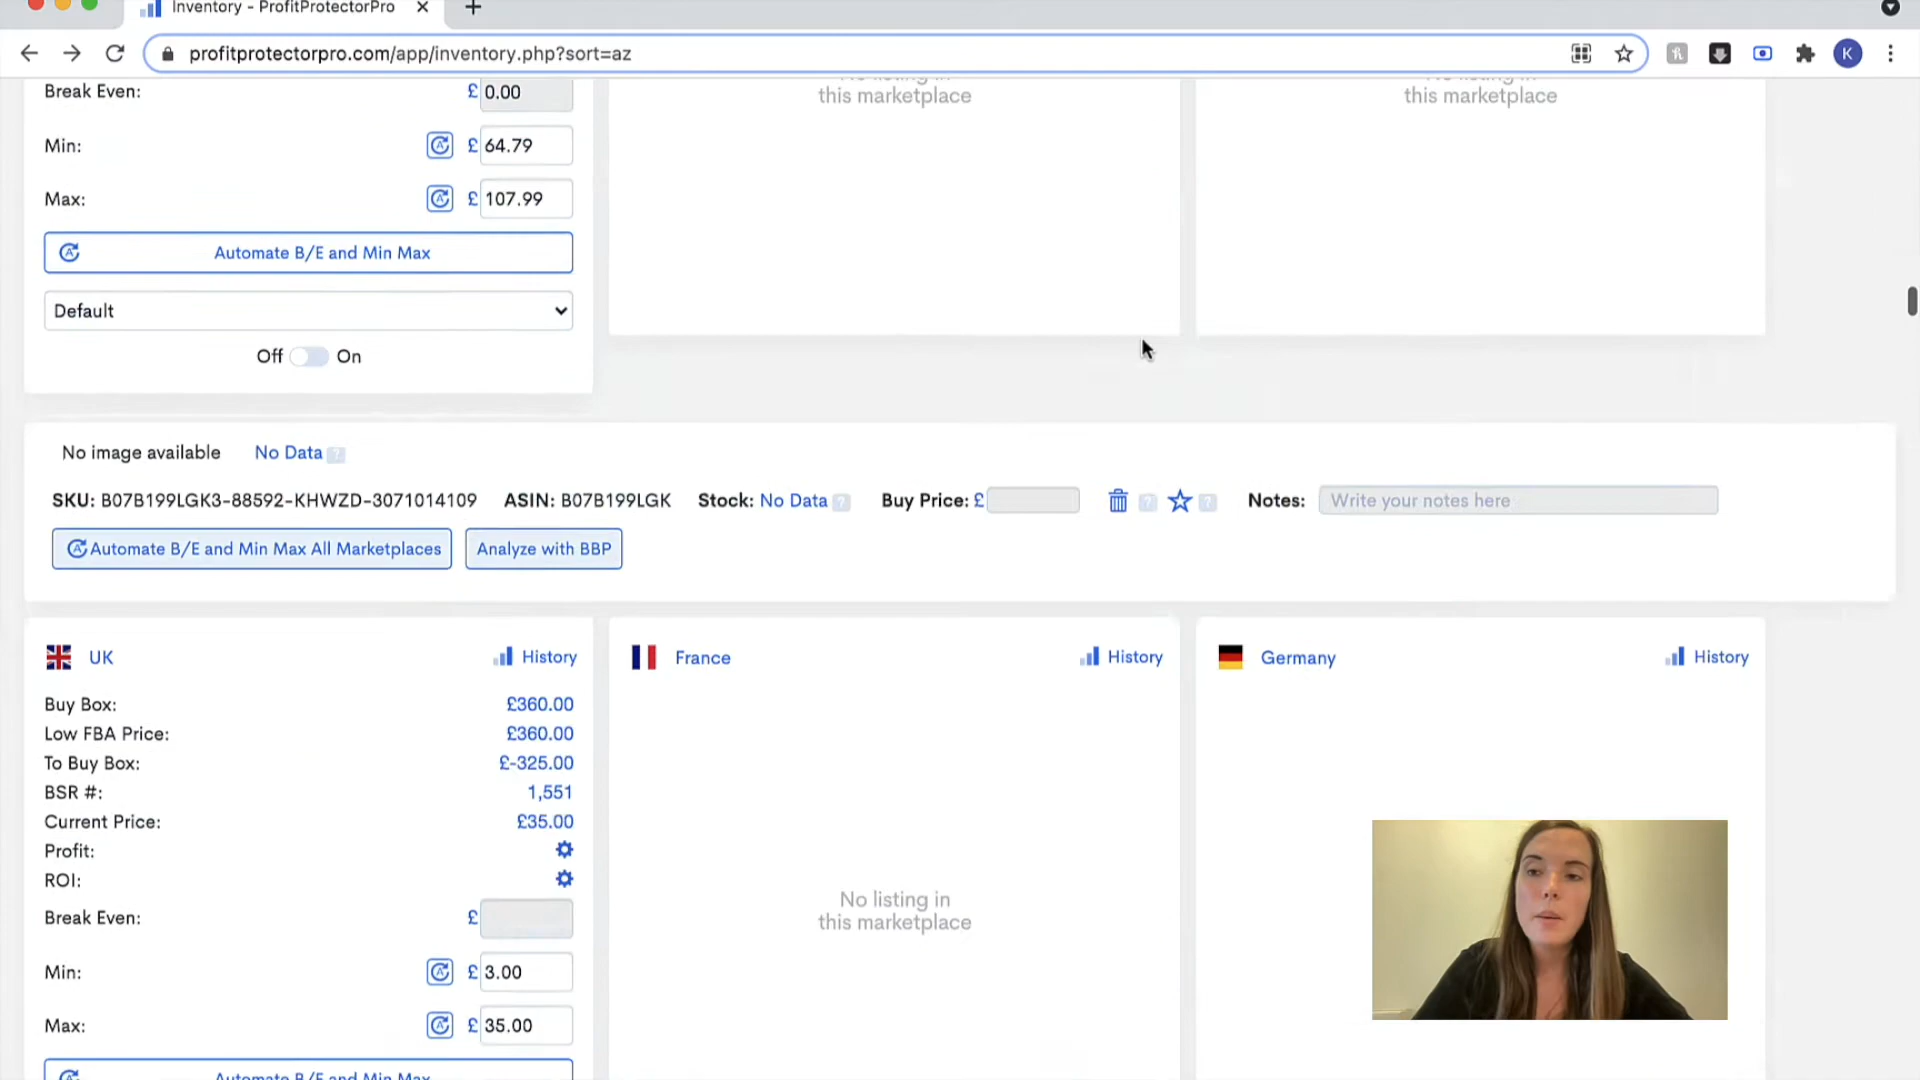 Inventory - ProfitProtectorPro
profitprotectorpro.com/app/inventory.php?sort=az
K
Break Even: £ 0.00
this marketplace
this marketplace
Min: £ 64.79
Max: £ 107.99
Automate B/E and Min Max
Default
Off On
No image available No Data ?
SKU: B07B199LGK3-88592-KHWZD-3071014109 ASIN: B07B199LGK Stock: No Data ? Buy Price: £ ? ? Notes: Write your notes here
Automate B/E and Min Max All Marketplaces Analyze with BBP
UK History France History Germany History
Buy Box: £360.00
Low FBA Price: £360.00
To Buy Box: £-325.00
BSR #: 1,551
Current Price: £35.00
Profit:
ROI:
Break Even: £
No listing in
this marketplace
Min: £ 3.00
Max: £ 35.00
Automate B/E and Min Max